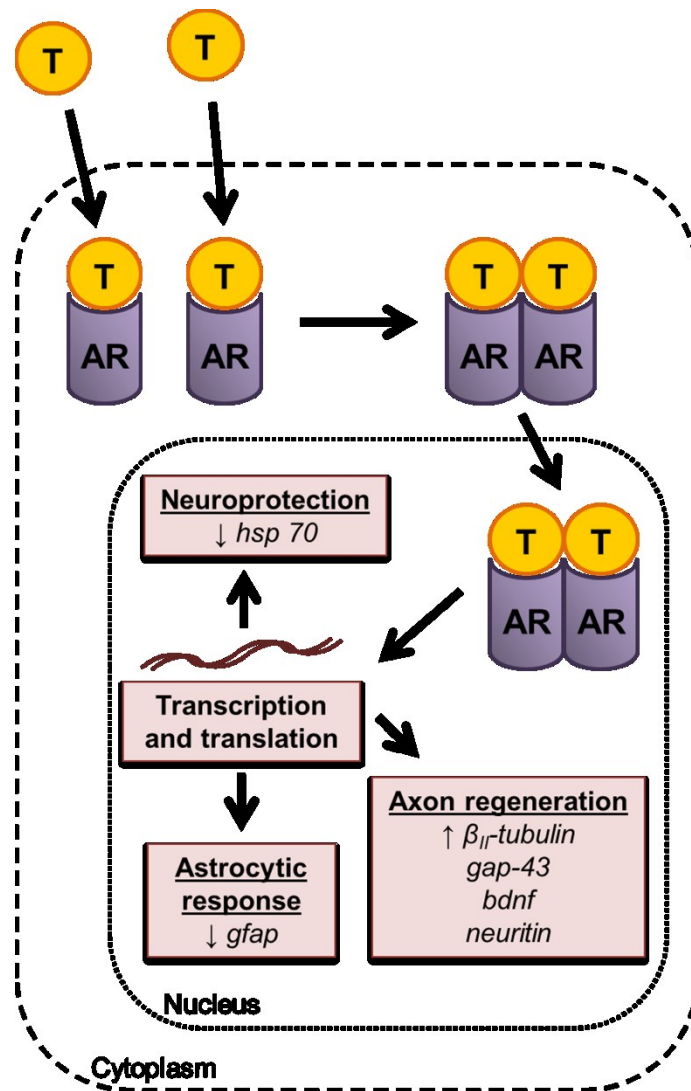 T
T
T
T
T
T
AR
AR
AR
AR
Neuroprotection
↓ hsp 70
T
T
AR
AR
Transcription
and translation
Axon regeneration
↑ β_II-tubulin
gap-43
bdnf
neuritin
Astrocytic
response
↓ gfap
Nucleus
Cytoplasm